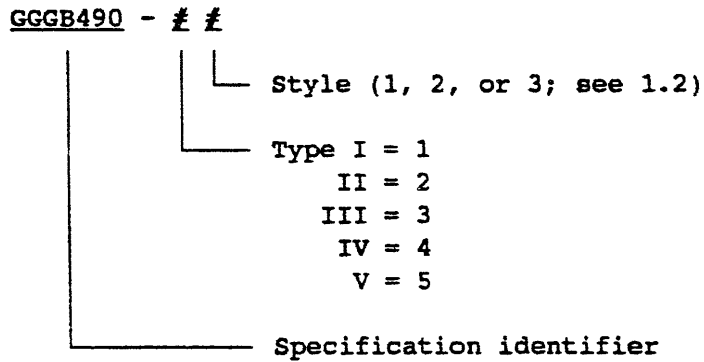 GGGB490 - # #
Style (1, 2, or 3; see 1.2)
Type I = 1
II = 2
III = 3
IV = 4
V = 5
Specification identifier